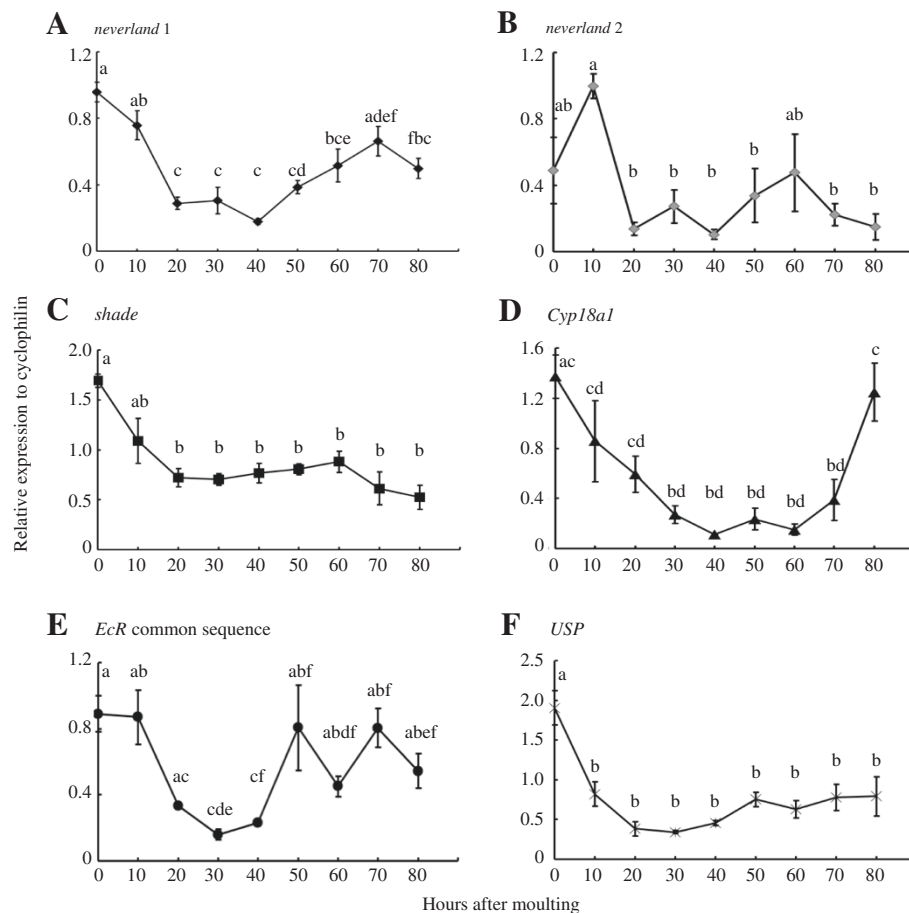 A neverland 1
1.2
0.8
0.4
0
a
ab
c
c
c
cd
bce
adef
fbc
0 10 20 30 40 50 60 70 80
B neverland 2
1.2
0.8
0.4
0
ab
a
b
b
b
b
ab
b
b
0 10 20 30 40 50 60 70 80
Relative expression to cyclophilin
C shade
2.0
1.5
1.0
0.5
0
a
ab
b
b
b
b
b
b
b
0 10 20 30 40 50 60 70 80
D Cyp18a1
1.6
1.2
0.8
0.4
0
ac
cd
cd
bd
bd
bd
bd
bd
c
0 10 20 30 40 50 60 70 80
E EcR common sequence
1.2
0.8
0.4
0
a
ab
ac
cde
cf
abf
abdf
abf
abef
0 10 20 30 40 50 60 70 80
F USP
2.5
2.0
1.5
1.0
0.5
0
a
b
b
b
b
b
b
b
b
0 10 20 30 40 50 60 70 80
Hours after moulting